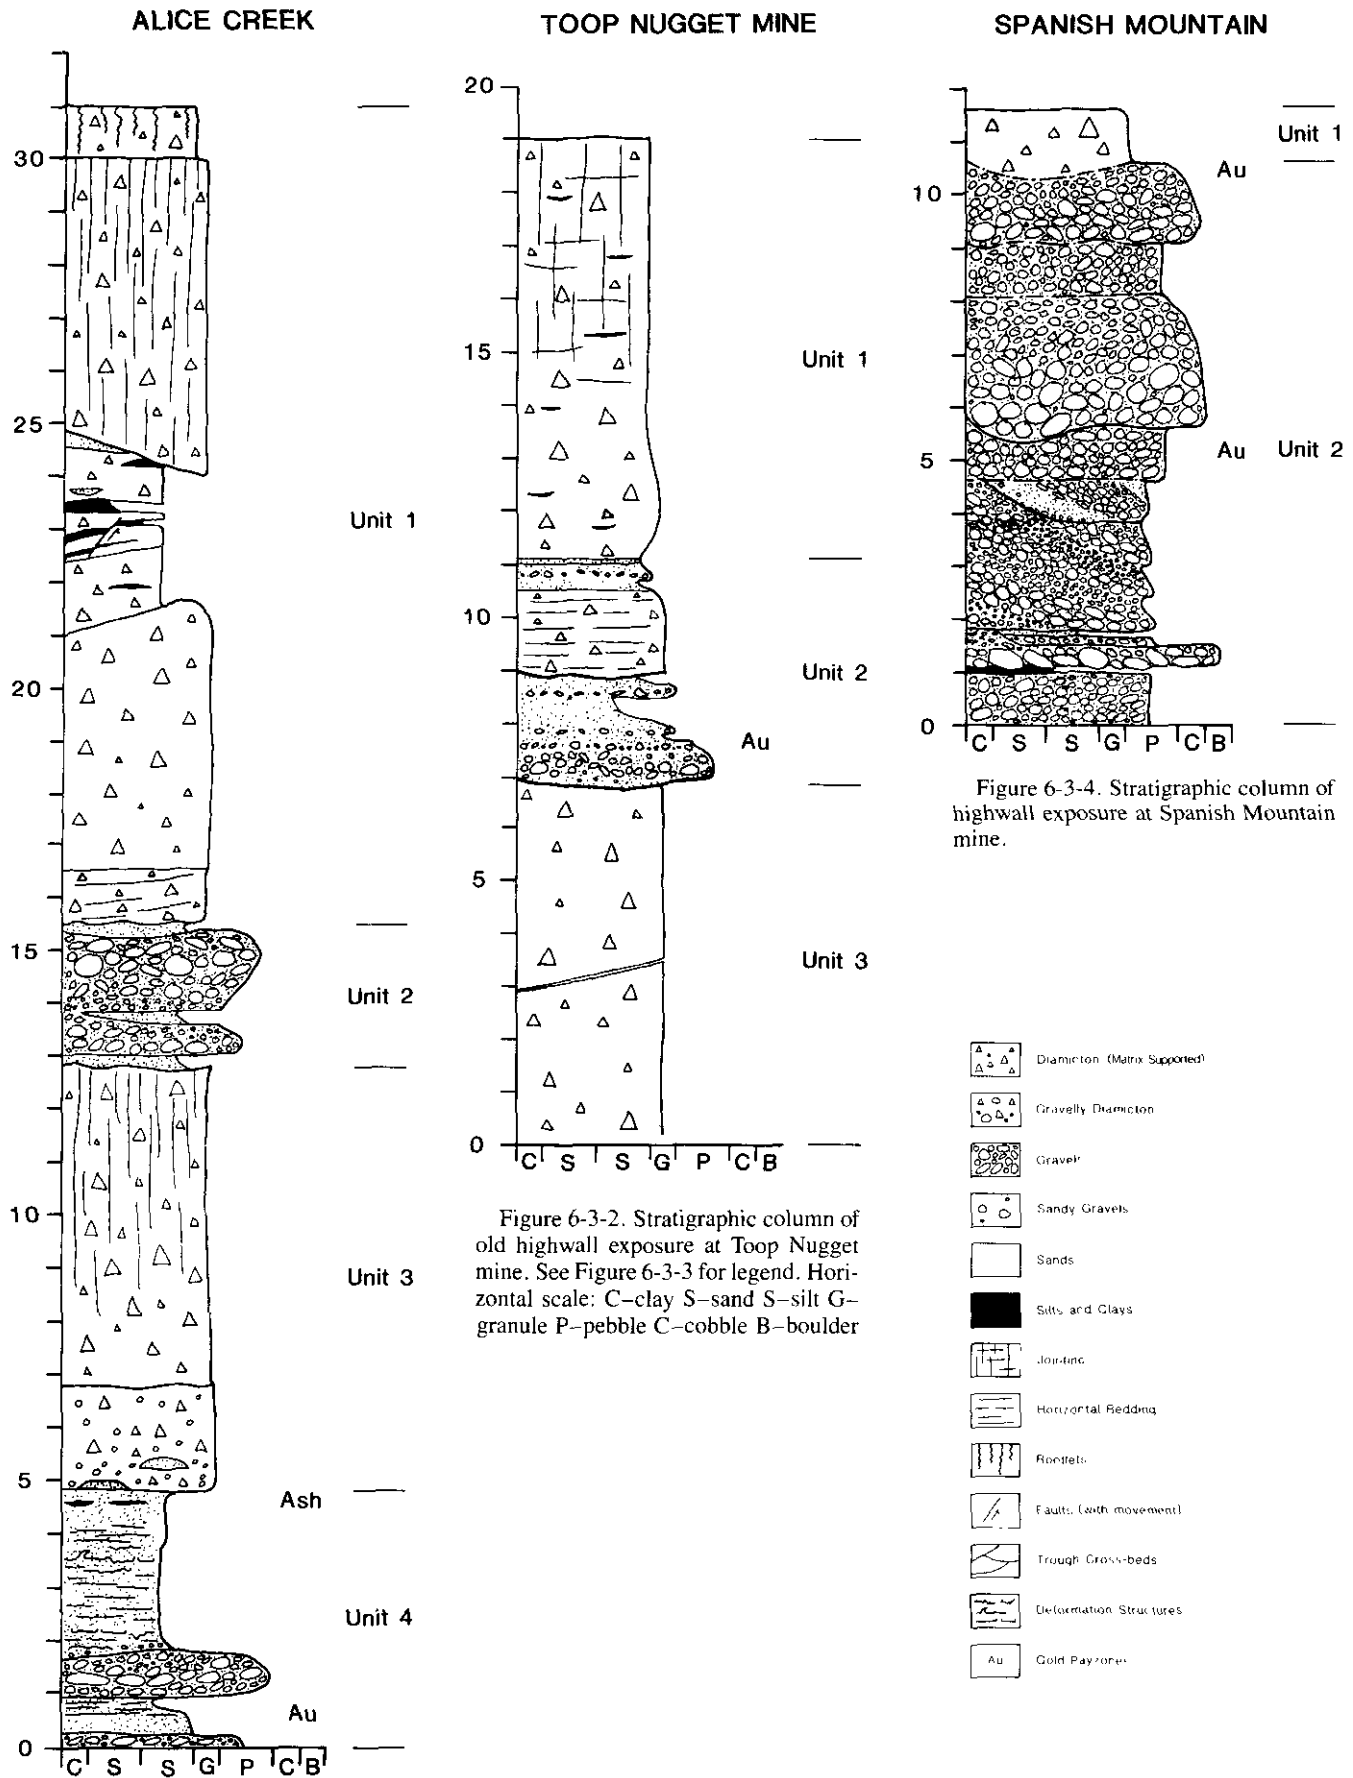 ALICE CREEK
30
25
20
15
10
5
0
Unit 1
Unit 2
Unit 3
Ash
Unit 4
Au
C S S G P C B
TOOP NUGGET MINE
20
15
10
5
0
Unit 1
Unit 2
Au
Unit 3
C S S G P C B
Figure 6-3-2. Stratigraphic column of
old highwall exposure at Toop Nugget
mine. See Figure 6-3-3 for legend. Hori-
zontal scale: C–clay S–sand S–silt G–
granule P–pebble C–cobble B–boulder
SPANISH MOUNTAIN
10
5
0
Unit 1
Au
Au Unit 2
C S S G P C B
Figure 6-3-4. Stratigraphic column of
highwall exposure at Spanish Mountain
mine.
Diamicton (Matrix Supported)
Gravelly Diamicton
Gravels
Sandy Gravels
Sands
Silts and Clays
Jointing
Horizontal Bedding
Rootlets
Faults (with movement)
Trough Cross-beds
Deformation Structures
Au Gold Payzones